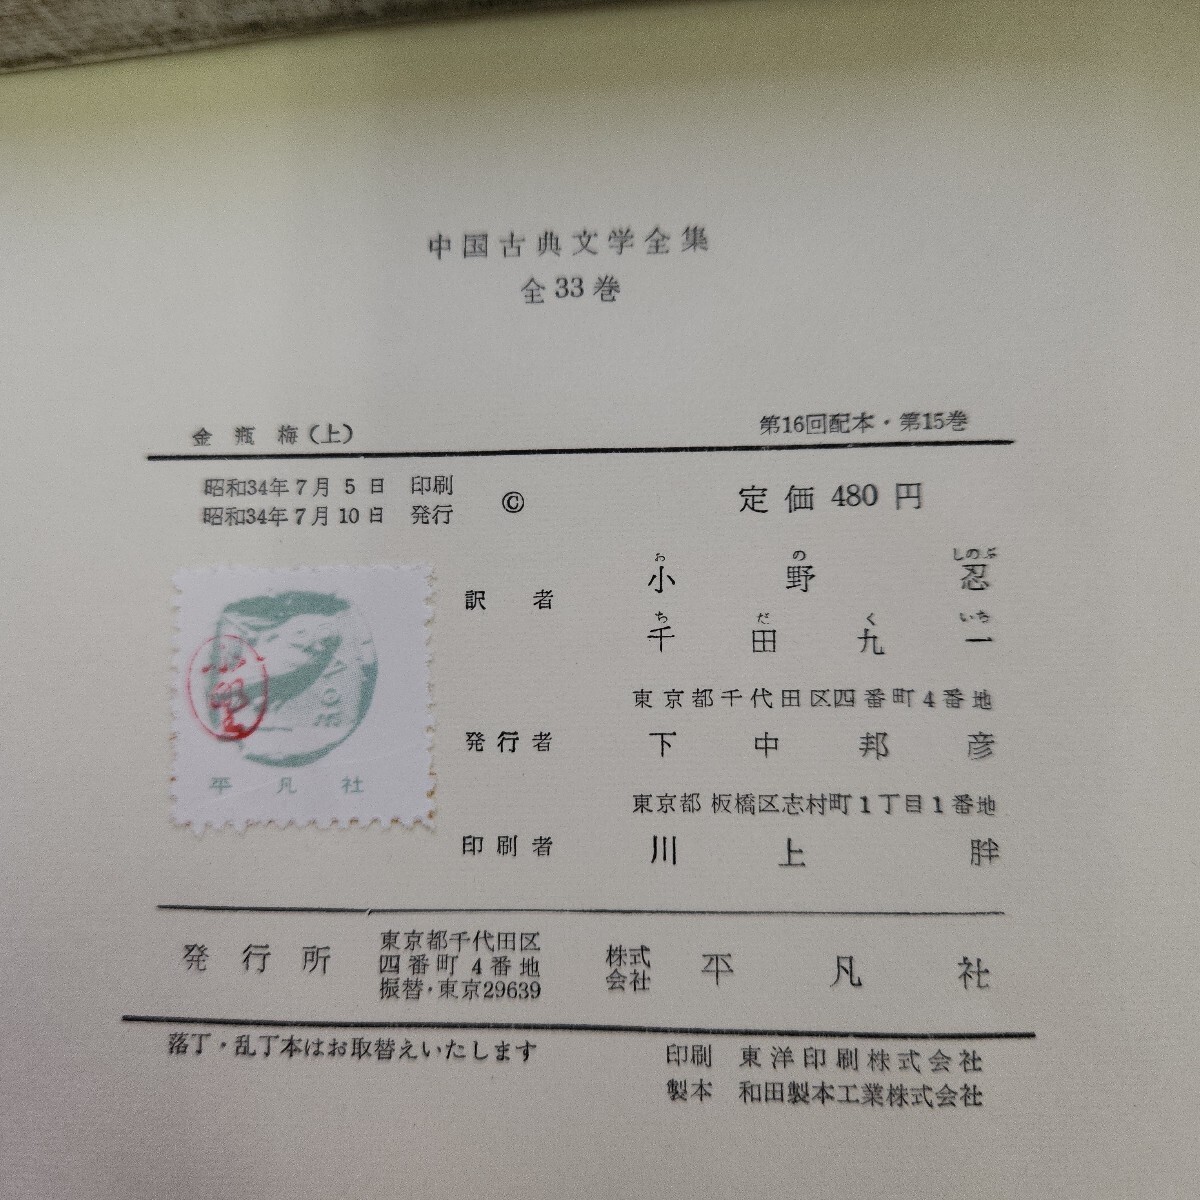 中国古典文学全集
全33巻
金瓶梅(上)
第16回配本・第15巻
昭和34年7月5日 印刷
昭和34年7月10日 発行
©
定価 480 円
訳者
お の しのぶ
小野忍
ち だ く いち
千田九一
東京都千代田区四番町4番地
発行者 下中邦彦
東京都板橋区志村町1丁目1番地
印刷者 川上胖
平凡社
発行所
東京都千代田区
四番町4番地
振替・東京29639
株式
会社
平凡社
落丁・乱丁本はお取替えいたします
印刷 東洋印刷株式会社
製本 和田製本工業株式会社